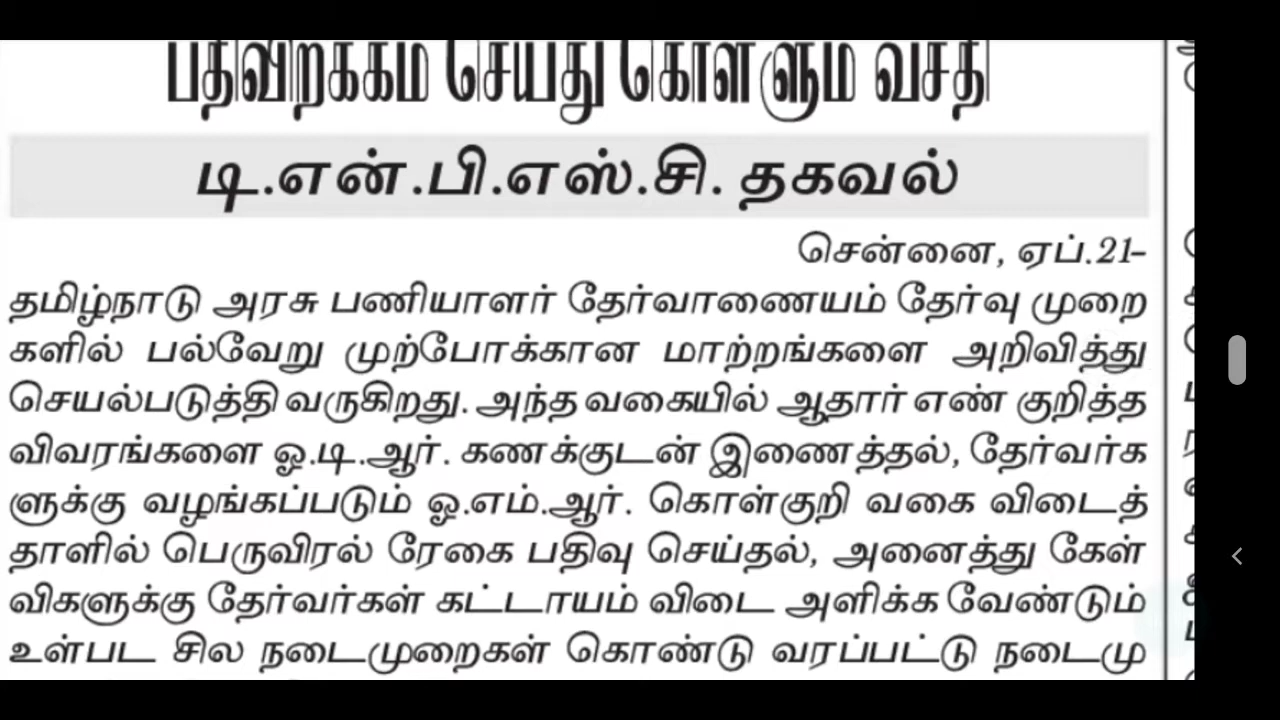 பதிவிறக்கம் செய்து கொள்ளும் வசதி
டி.என்.பி.எஸ்.சி. தகவல்
சென்னை, ஏப்.21-
தமிழ்நாடு அரசு பணியாளர் தேர்வாணையம் தேர்வு முறை
களில் பல்வேறு முற்போக்கான மாற்றங்களை அறிவித்து
செயல்படுத்தி வருகிறது. அந்த வகையில் ஆதார் எண் குறித்த
விவரங்களை ஓ.டி.ஆர். கணக்குடன் இணைத்தல், தேர்வர்க
ளுக்கு வழங்கப்படும் ஓ.எம்.ஆர். கொள்குறி வகை விடைத்
தாளில் பெருவிரல் ரேகை பதிவு செய்தல், அனைத்து கேள்
விகளுக்கு தேர்வர்கள் கட்டாயம் விடை அளிக்க வேண்டும்
உள்பட சில நடைமுறைகள் கொண்டு வரப்பட்டு நடைமு